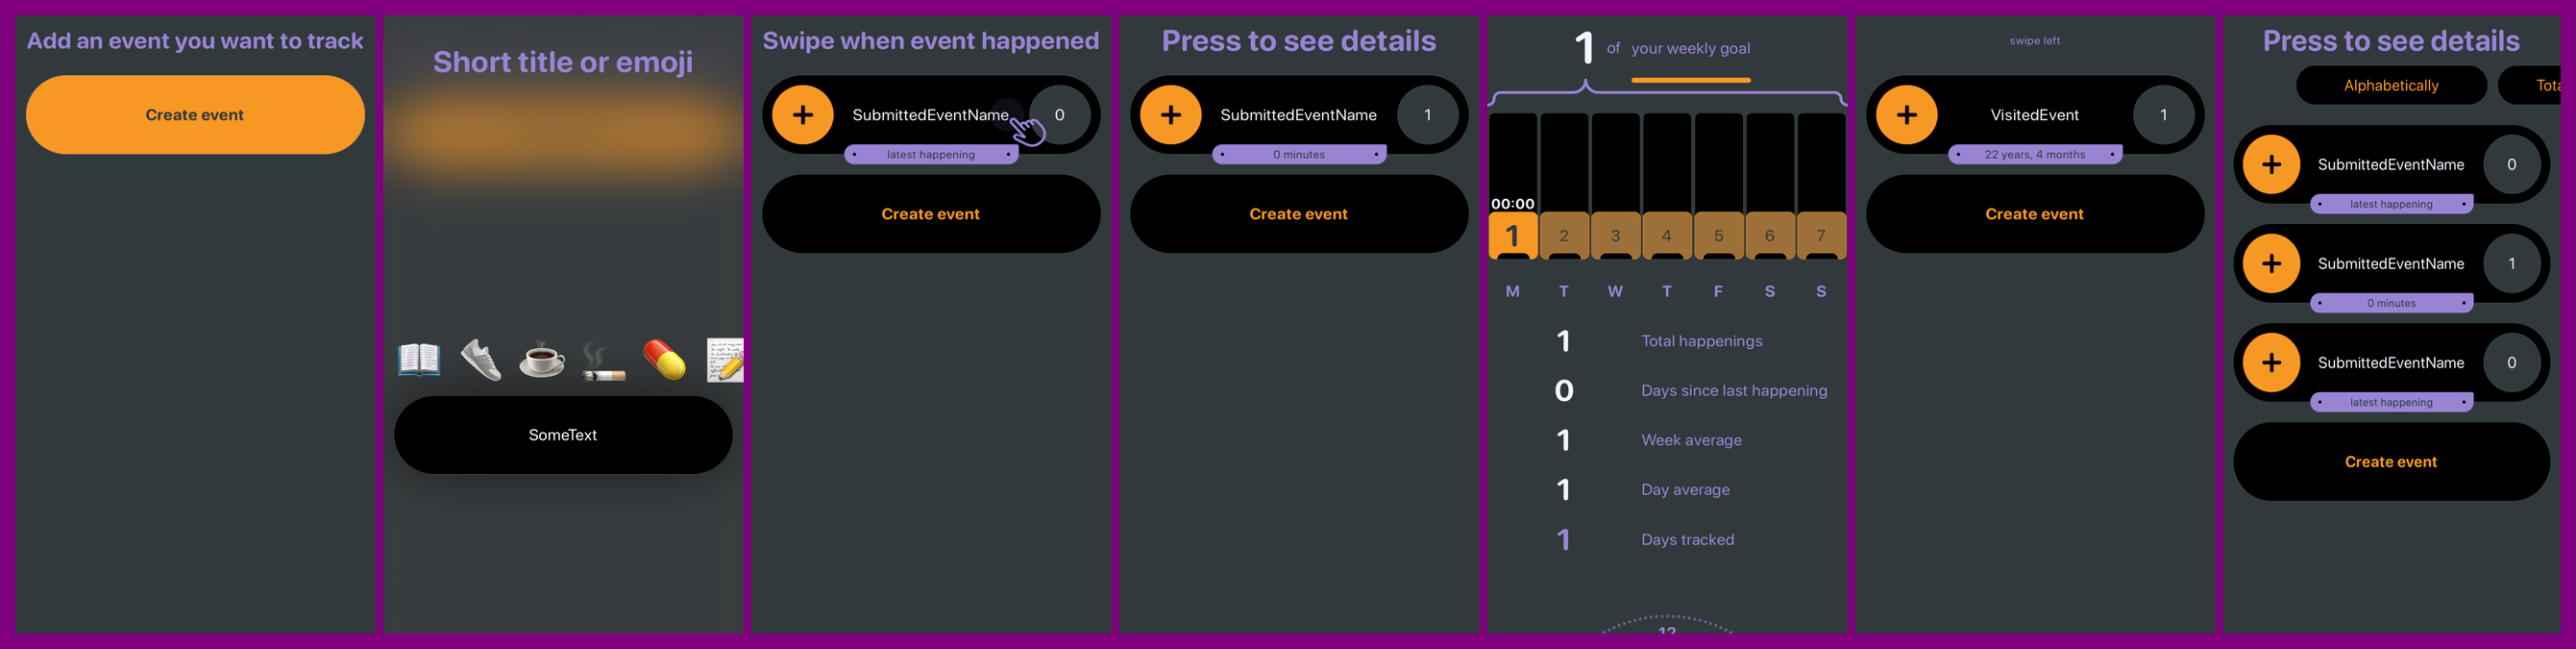 Add an event you want to track
Create event
Short title or emoji
SomeText
Swipe when event happened
SubmittedEventName
0
latest happening
Create event
Press to see details
SubmittedEventName
1
0 minutes
Create event
1 of your weekly goal
00:00
1 2 3 4 5 6 7
M T W T F S S
1 Total happenings
0 Days since last happening
1 Week average
1 Day average
1 Days tracked
12
swipe left
VisitedEvent
1
22 years, 4 months
Create event
Press to see details
Alphabetically
SubmittedEventName
0
latest happening
SubmittedEventName
1
0 minutes
SubmittedEventName
0
latest happening
Create event